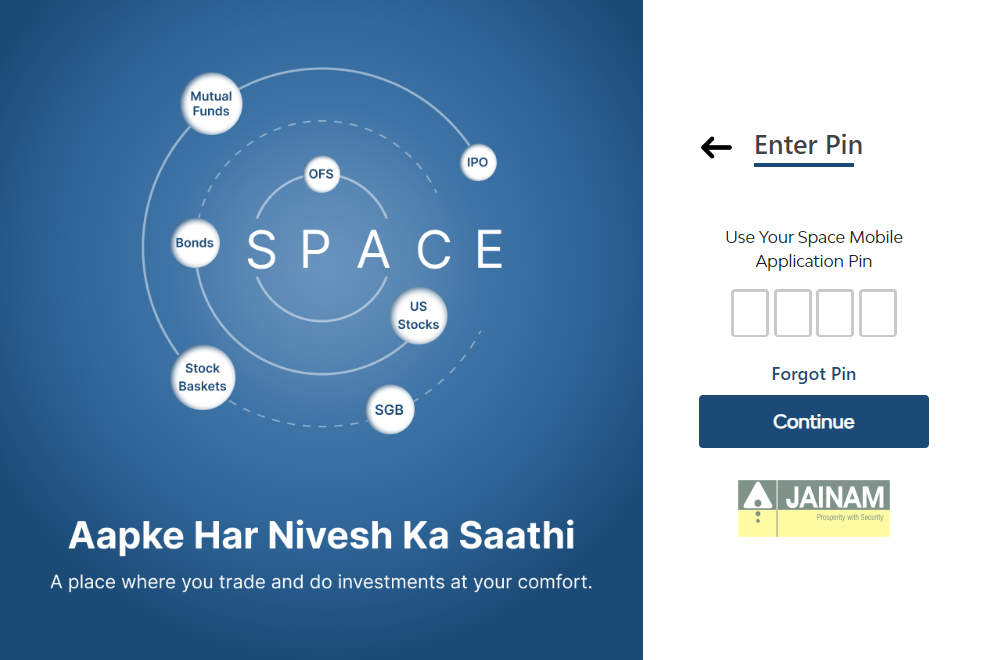 Mutual
Funds
IPO
OFS
Bonds
SPACE
US
Stocks
Stock
Baskets
SGB
Aapke Har Nivesh Ka Saathi
A place where you trade and do investments at your comfort.
Enter Pin
Use Your Space Mobile
Application Pin
Forgot Pin
Continue
JAINAM
Prosperity with Security